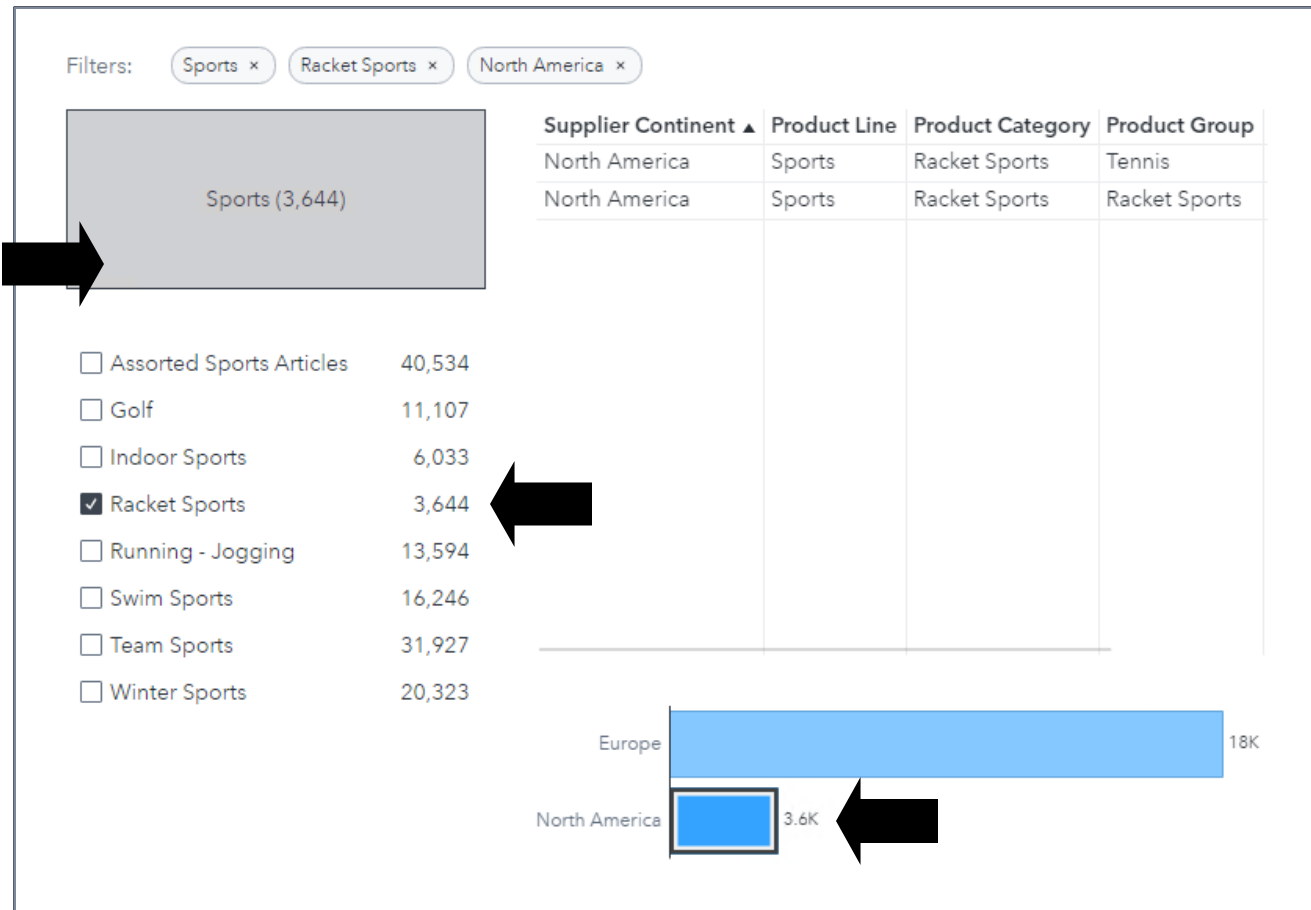 Filters: Sports × Racket Sports × North America ×
Sports (3,644)
Supplier Continent ▲ Product Line Product Category Product Group
North America Sports Racket Sports Tennis
North America Sports Racket Sports Racket Sports
Assorted Sports Articles 40,534
Golf 11,107
Indoor Sports 6,033
Racket Sports 3,644
Running - Jogging 13,594
Swim Sports 16,246
Team Sports 31,927
Winter Sports 20,323
Europe 18K
North America 3.6K